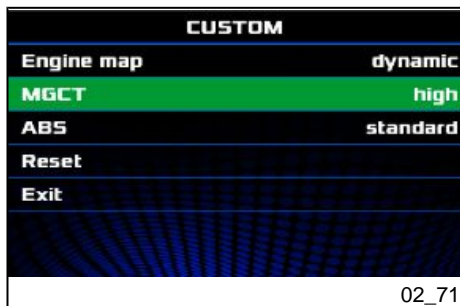 CUSTOM
Engine map dynamic
MGCT high
ABS standard
Reset
Exit
02_71